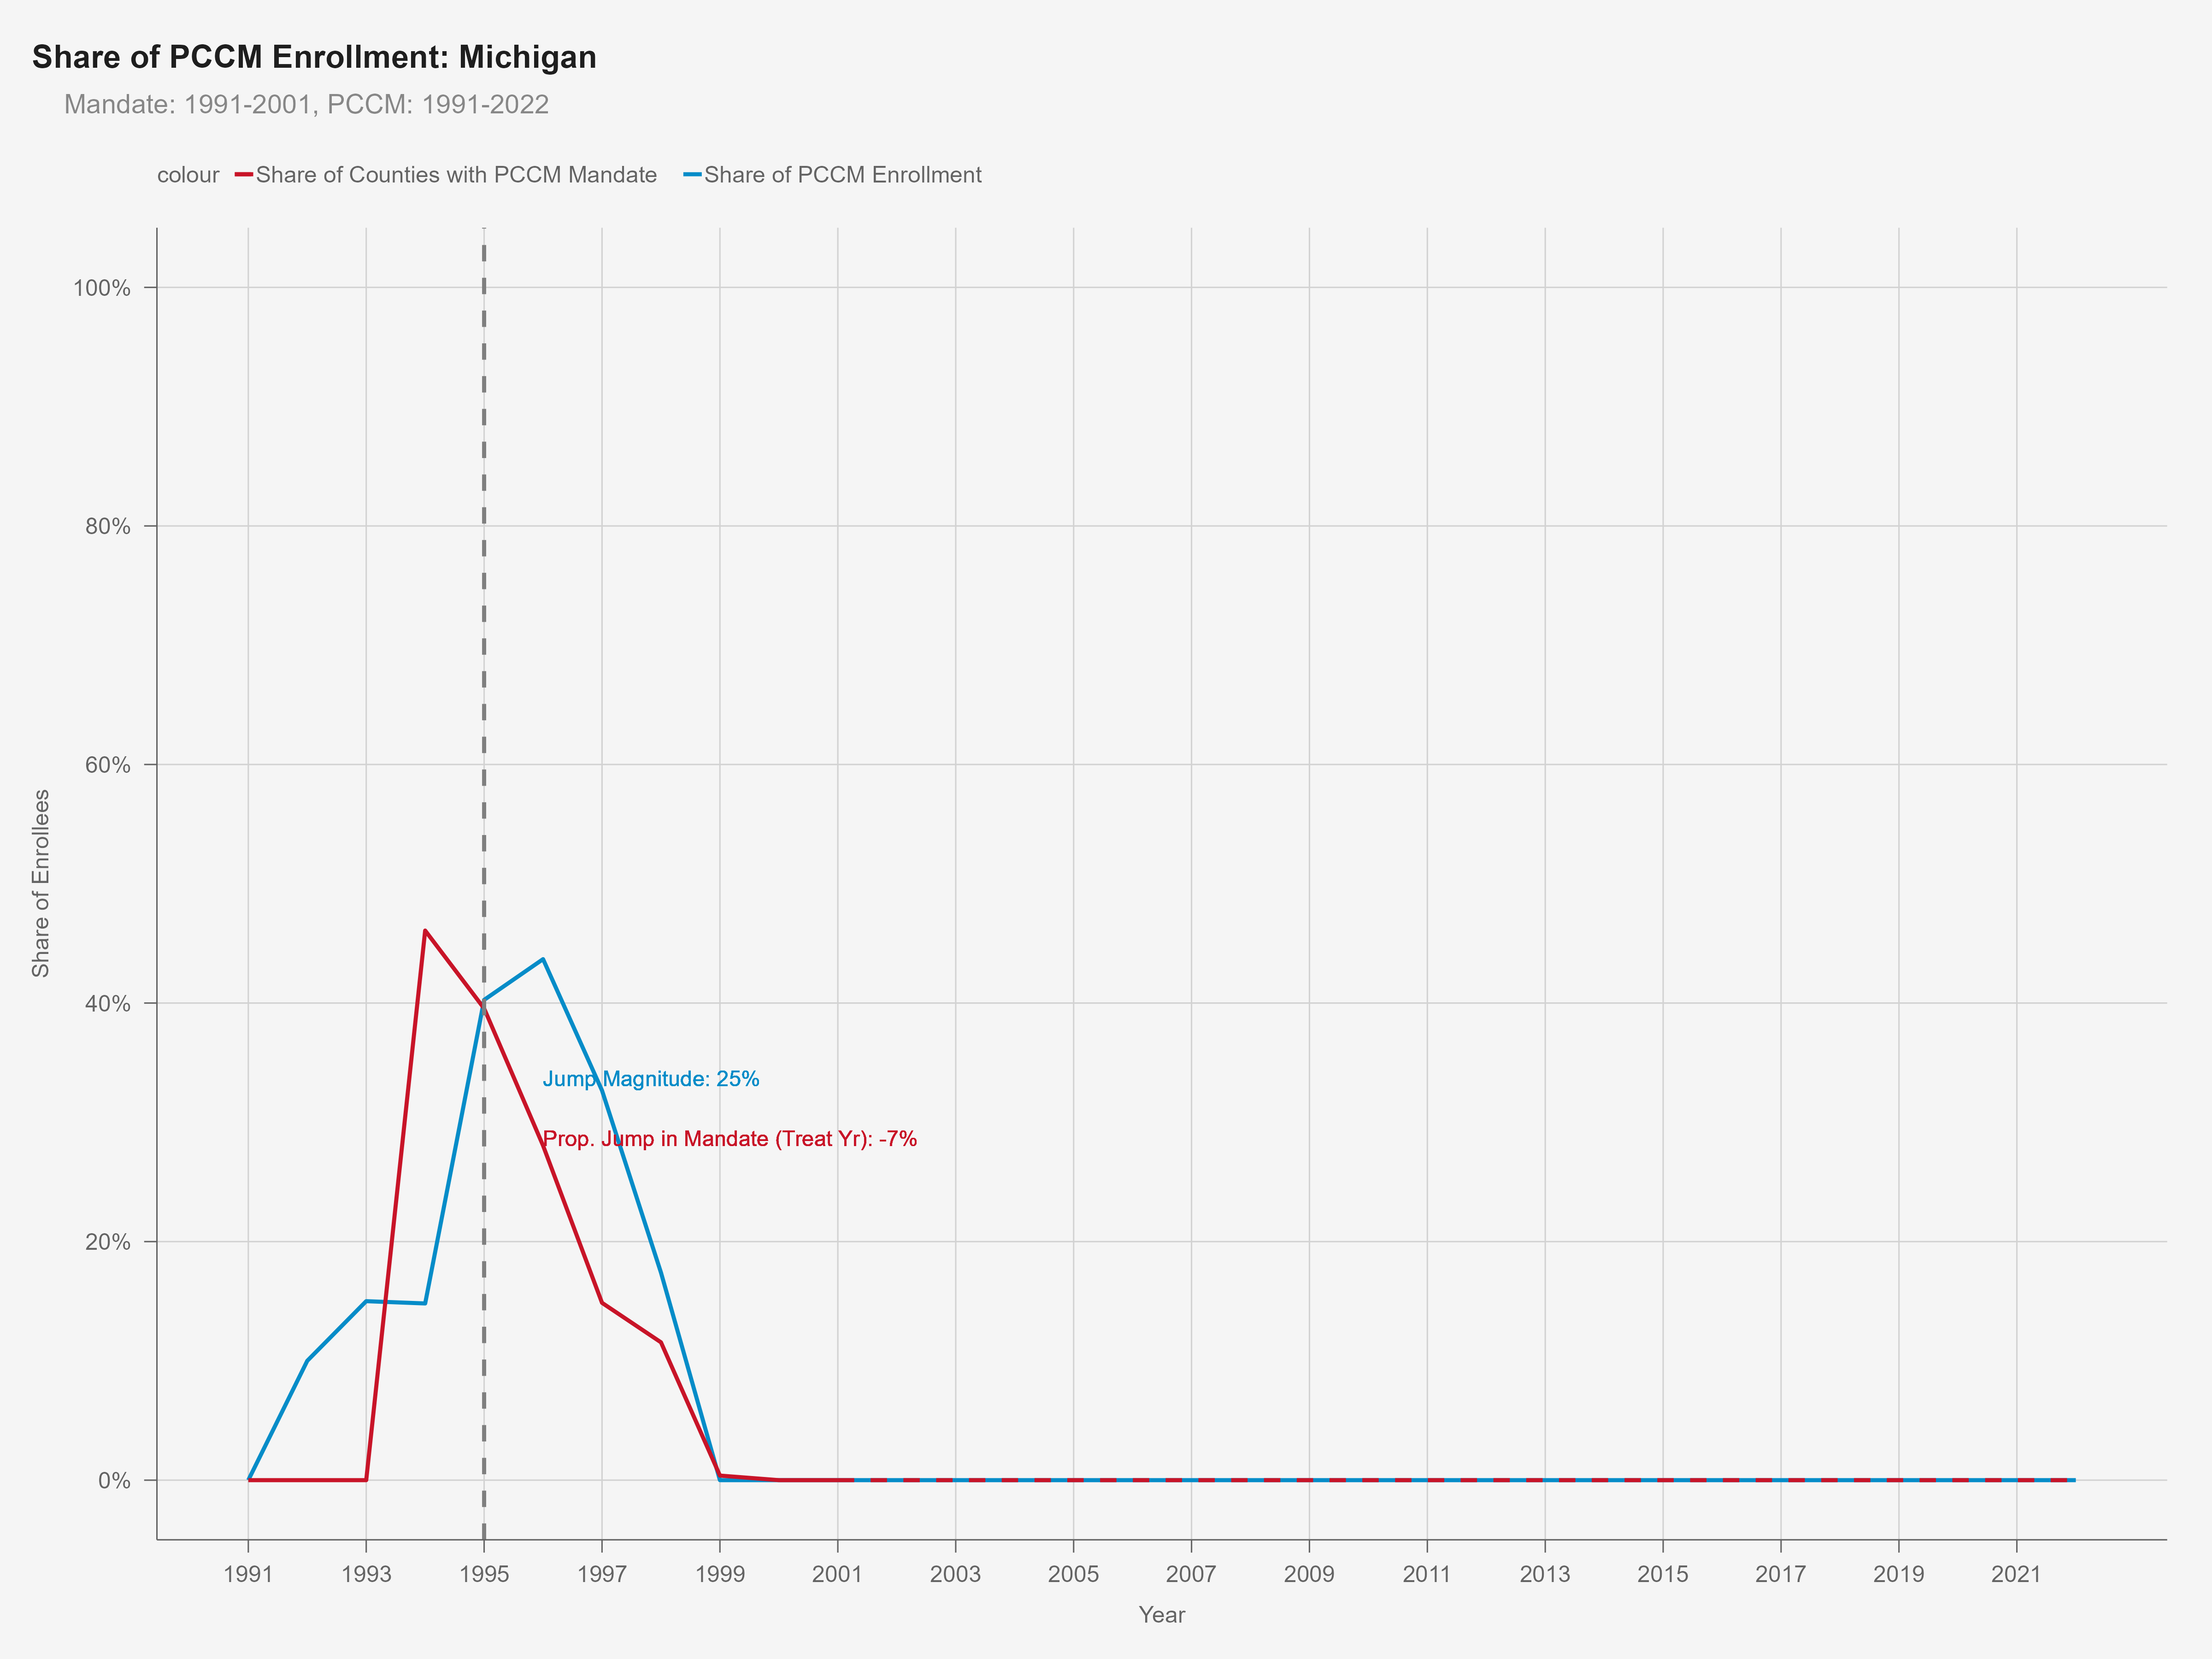 Share of PCCM Enrollment: Michigan
Mandate: 1991-2001, PCCM: 1991-2022
colour Share of Counties with PCCM Mandate Share of PCCM Enrollment
100%
80%
60%
40%
20%
0%
Share of Enrollees
Jump Magnitude: 25%
Prop. Jump in Mandate (Treat Yr): -7%
1991 1993 1995 1997 1999 2001 2003 2005 2007 2009 2011 2013 2015 2017 2019 2021
Year